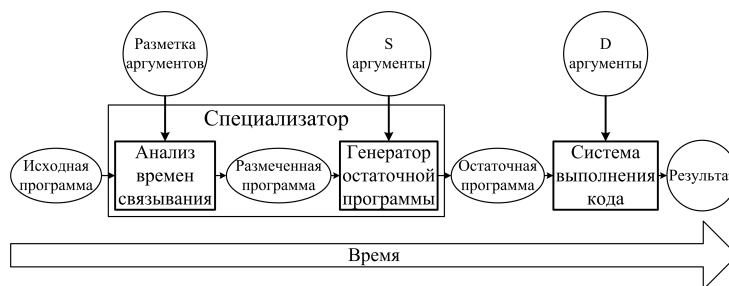 Разметка
аргументов
S
аргументы
D
аргументы
Специализатор
Исходная
программа
Анализ
времен
связывания
Размеченная
программа
Генератор
остаточной
программы
Остаточная
программа
Система
выполнения
кода
Результат
Время